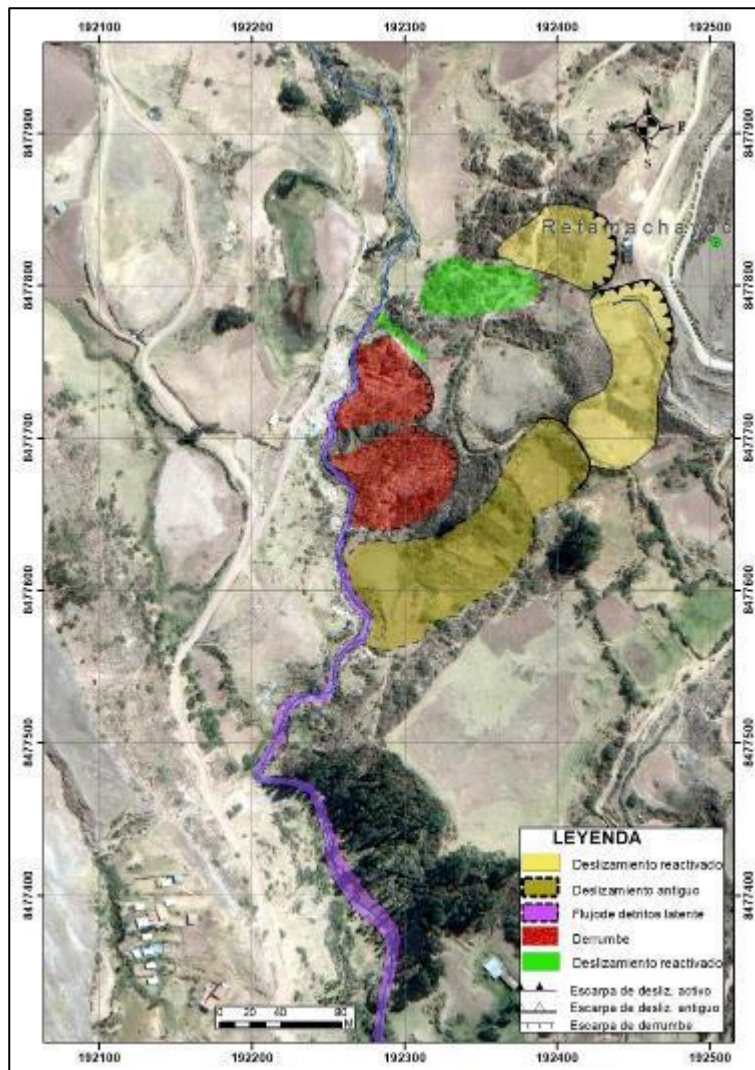 192100 192200 192300 192400 192500
8477900
8477900
N
E
S
Retamachayoc
8477800
8477800
8477700
8477700
8477600
8477600
8477500
8477500
8477400
8477400
LEYENDA
Deslizamiento reactivado
Deslizamiento antiguo
Flujode detritos latente
Derrumbe
Deslizamiento reactivado
Escarpa de desliz. activo
Escarpa de desliz. antiguo
Escarpa de derrumbe
0 20 40 80
M
192100 192200 192300 192400 192500